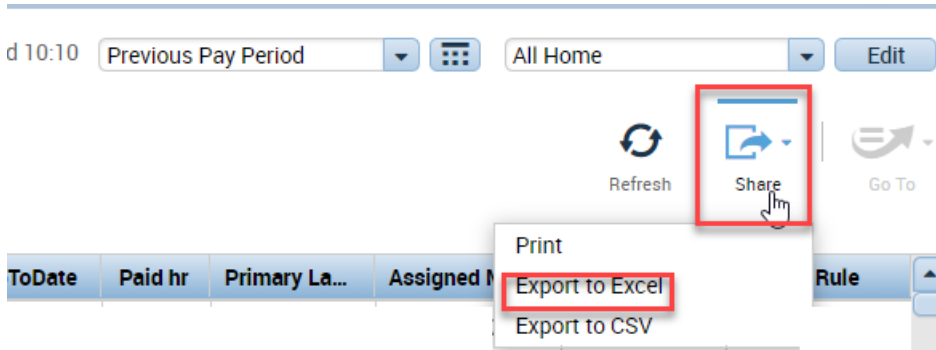 d 10:10 Previous Pay Period All Home Edit
Refresh Share Go To
Print
ToDate Paid hr Primary La... Assigned Rule
Export to Excel
Export to CSV